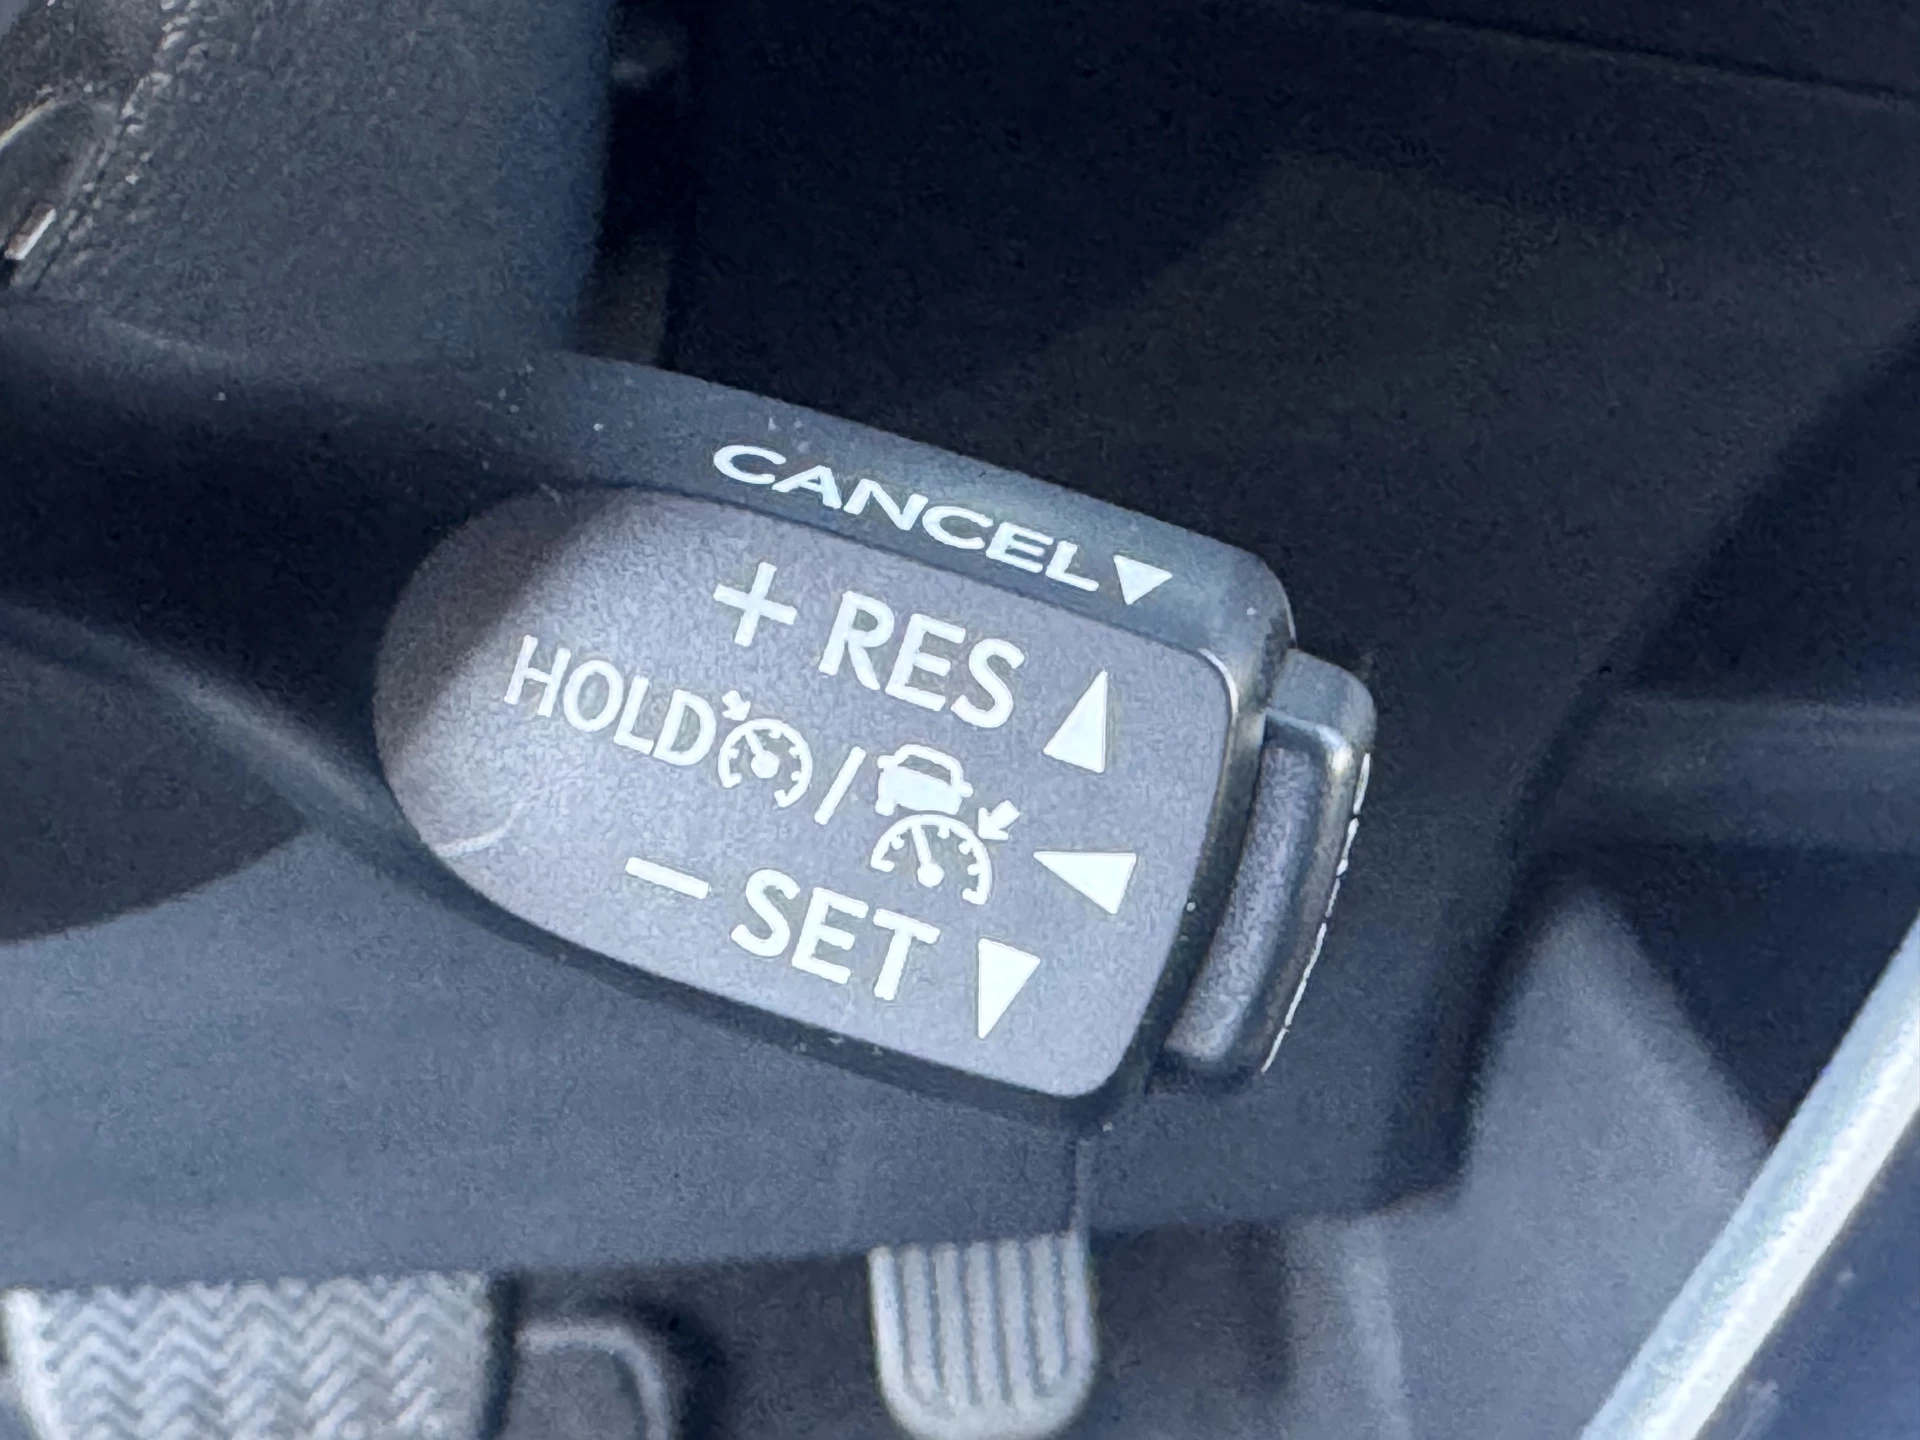 CANCEL▼
+ RES ▲
HOLD / ◀
− SET ▼